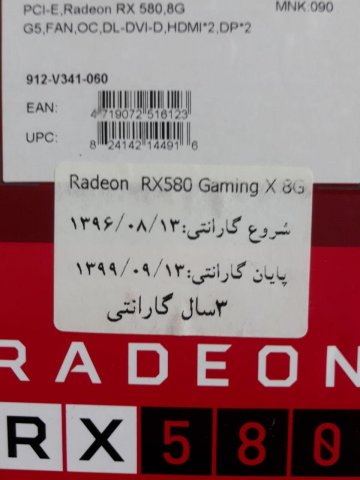 PCI-E,Radeon RX 580,8G
MNK:090
G5,FAN,OC,DL-DVI-D,HDMI*2,DP*2
912-V341-060
EAN:
4 719072 516123
UPC:
8 24142 14491 6
Radeon RX580 Gaming X 8G
شروع گارانتی:۱۳۹۶/۰۸/۱۳
پایان گارانتی:۱۳۹۹/۰۹/۱۳
۳سال گارانتی
RADEON
RX 580